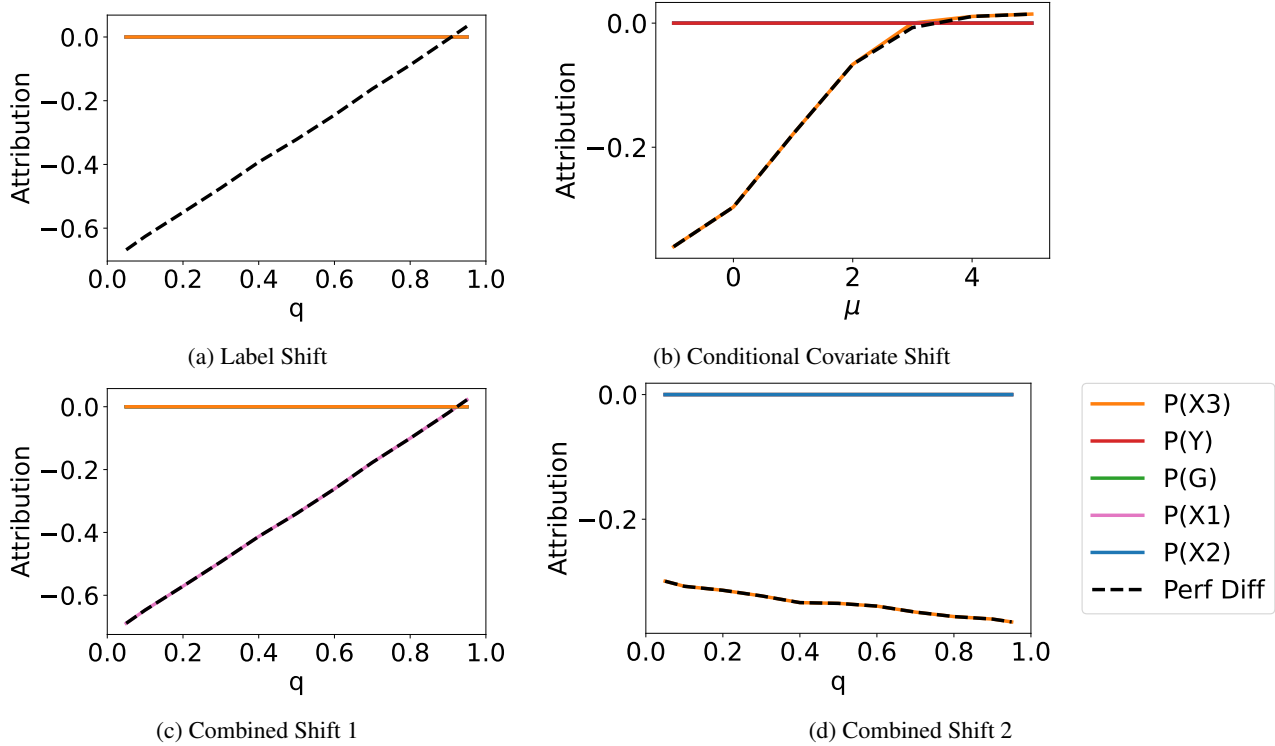 0.0
−0.2
−0.4
−0.6
Attribution
0.0 0.2 0.4 0.6 0.8 1.0
q
(a) Label Shift
0.0
−0.2
Attribution
0 2 4
μ
(b) Conditional Covariate Shift
0.0
−0.2
−0.4
−0.6
Attribution
0.0 0.2 0.4 0.6 0.8 1.0
q
(c) Combined Shift 1
0.0
−0.2
Attribution
0.0 0.2 0.4 0.6 0.8 1.0
q
(d) Combined Shift 2
P(X3)
P(Y)
P(G)
P(X1)
P(X2)
Perf Diff